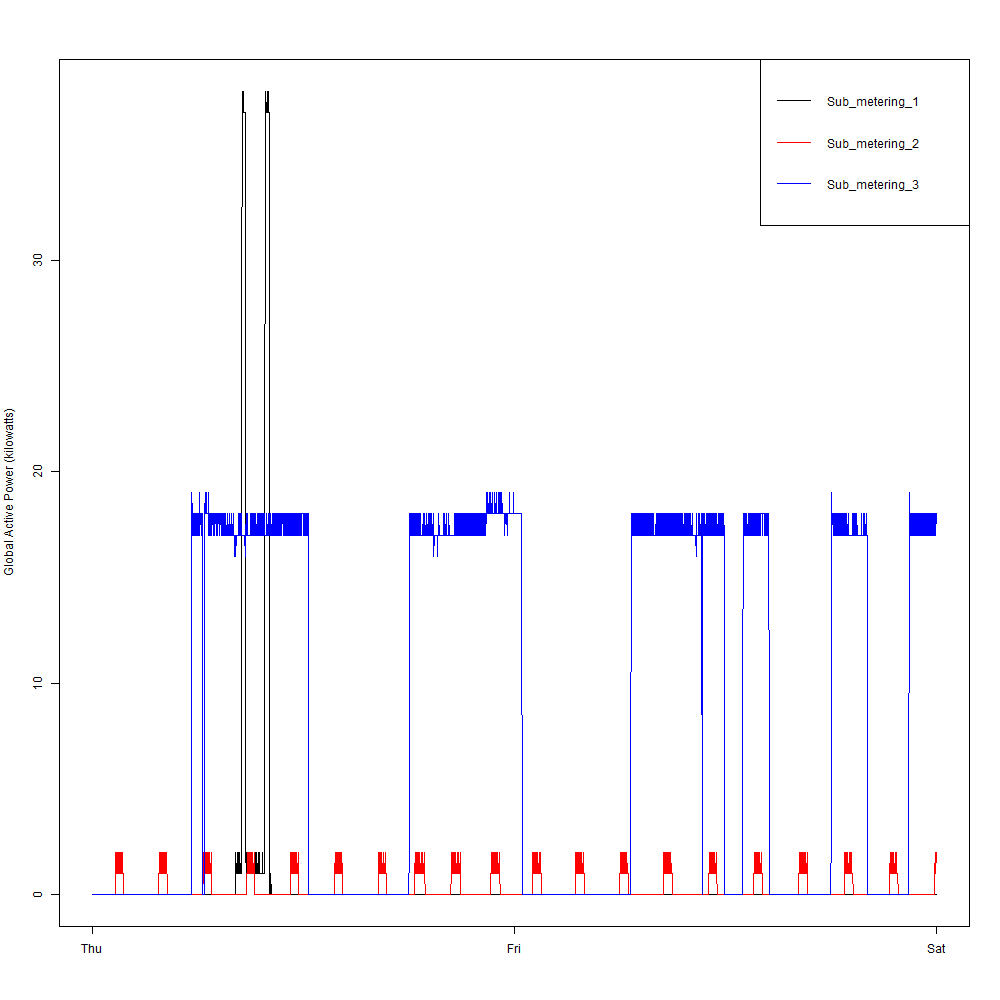 Sub_metering_1
Sub_metering_2
Sub_metering_3
Global Active Power (kilowatts)
30
20
10
0
Thu Fri Sat